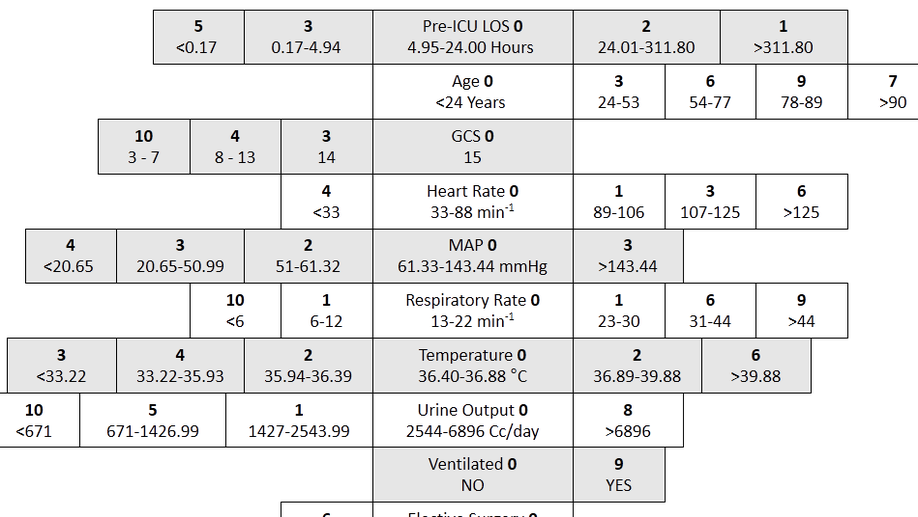 5 3 Pre-ICU LOS 0 2 1
<0.17 0.17-4.94 4.95-24.00 Hours 24.01-311.80 >311.80
Age 0 3 6 9 7
<24 Years 24-53 54-77 78-89 >90
10 4 3 GCS 0
3 - 7 8 - 13 14 15
4 Heart Rate 0 1 3 6
<33 33-88 min-1 89-106 107-125 >125
4 3 2 MAP 0 3
<20.65 20.65-50.99 51-61.32 61.33-143.44 mmHg >143.44
10 1 Respiratory Rate 0 1 6 9
<6 6-12 13-22 min-1 23-30 31-44 >44
3 4 2 Temperature 0 2 6
<33.22 33.22-35.93 35.94-36.39 36.40-36.88 °C 36.89-39.88 >39.88
10 5 1 Urine Output 0 8
<671 671-1426.99 1427-2543.99 2544-6896 Cc/day >6896
Ventilated 0 9
NO YES
6 Elective Surgery 0